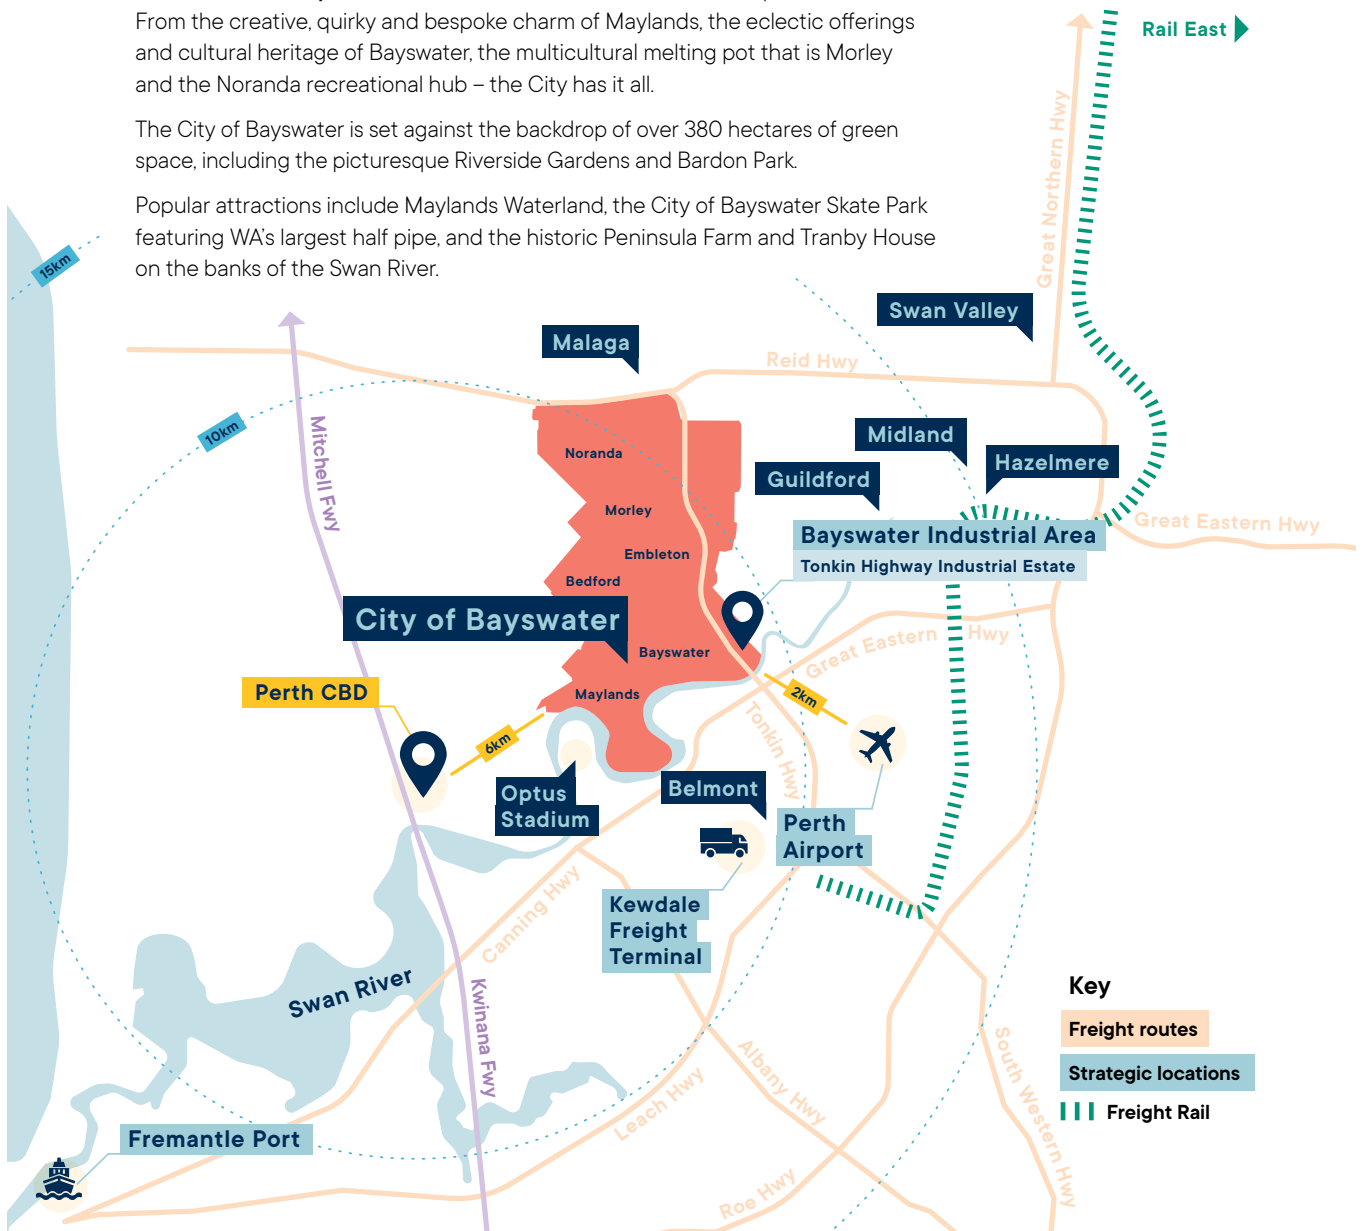 From the creative, quirky and bespoke charm of Maylands, the eclectic offerings
and cultural heritage of Bayswater, the multicultural melting pot that is Morley
and the Noranda recreational hub – the City has it all.
The City of Bayswater is set against the backdrop of over 380 hectares of green
space, including the picturesque Riverside Gardens and Bardon Park.
Popular attractions include Maylands Waterland, the City of Bayswater Skate Park
featuring WA's largest half pipe, and the historic Peninsula Farm and Tranby House
on the banks of the Swan River.
Rail East
Great Northern Hwy
15km
Swan Valley
Malaga
Reid Hwy
10km
Mitchell Fwy
Midland
Noranda
Hazelmere
Guildford
Morley
Great Eastern Hwy
Bayswater Industrial Area
Tonkin Highway Industrial Estate
Embleton
Bedford
City of Bayswater
Great Eastern Hwy
Bayswater
Perth CBD
Maylands
2km
6km
Tonkin Hwy
Optus
Stadium
Belmont
Perth
Airport
Canning Hwy
Kewdale
Freight
Terminal
Swan River
Kwinana Fwy
Key
Freight routes
Strategic locations
Freight Rail
Albany Hwy
Leach Hwy
South Western Hwy
Fremantle Port
Roe Hwy